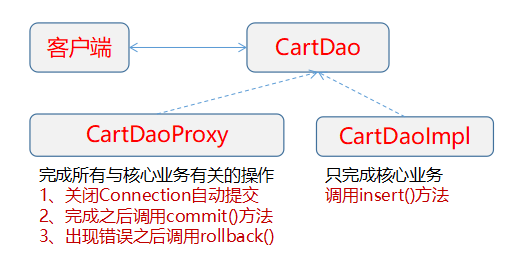 客户端
CartDao
CartDaoProxy
CartDaoImpl
完成所有与核心业务有关的操作
1、关闭Connection自动提交
2、完成之后调用commit()方法
3、出现错误之后调用rollback()
只完成核心业务
调用insert()方法